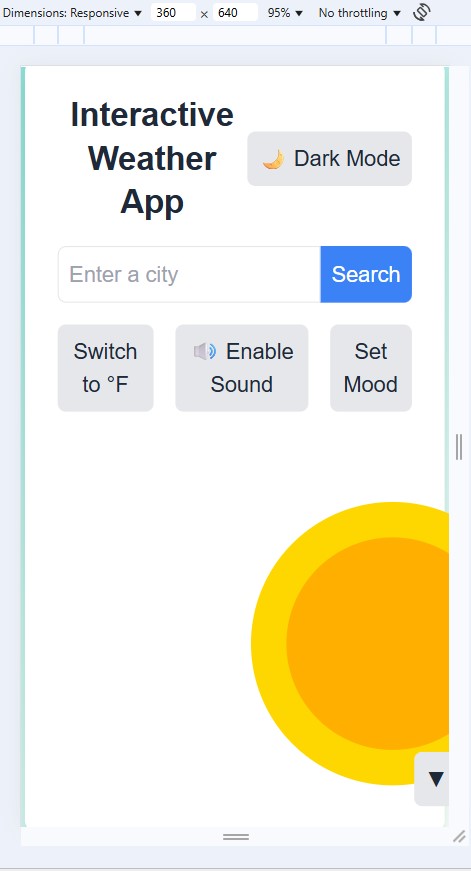 Dimensions: Responsive ▼ 360 × 640 95% ▼ No throttling ▼
Interactive
Weather
App
🌙 Dark Mode
Enter a city
Search
Switch
to °F
🔊 Enable
Sound
Set
Mood
▼